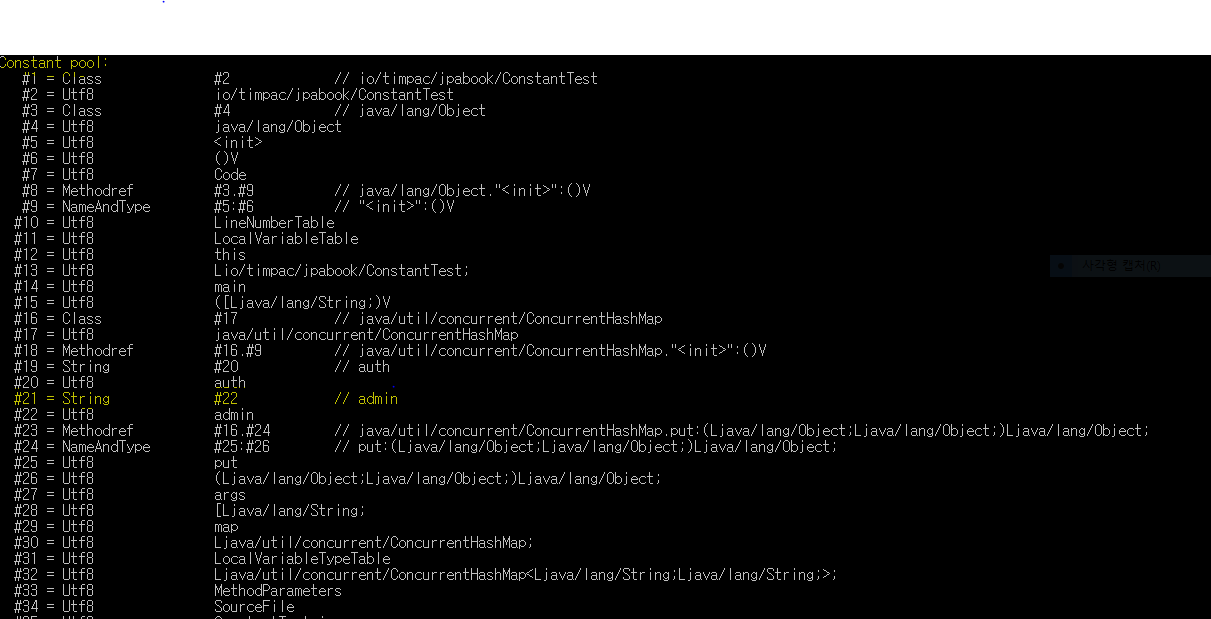 Constant pool:
#1 = Class #2 // io/timpac/jpabook/ConstantTest
#2 = Utf8 io/timpac/jpabook/ConstantTest
#3 = Class #4 // java/lang/Object
#4 = Utf8 java/lang/Object
#5 = Utf8 <init>
#6 = Utf8 ()V
#7 = Utf8 Code
#8 = Methodref #3.#9 // java/lang/Object."<init>":()V
#9 = NameAndType #5:#6 // "<init>":()V
#10 = Utf8 LineNumberTable
#11 = Utf8 LocalVariableTable
#12 = Utf8 this
#13 = Utf8 Lio/timpac/jpabook/ConstantTest;
사각형 캡처(R)
#14 = Utf8 main
#15 = Utf8 ([Ljava/lang/String;)V
#16 = Class #17 // java/util/concurrent/ConcurrentHashMap
#17 = Utf8 java/util/concurrent/ConcurrentHashMap
#18 = Methodref #16.#9 // java/util/concurrent/ConcurrentHashMap."<init>":()V
#19 = String #20 // auth
#20 = Utf8 auth
#21 = String #22 // admin
#22 = Utf8 admin
#23 = Methodref #16.#24 // java/util/concurrent/ConcurrentHashMap.put:(Ljava/lang/Object;Ljava/lang/Object;)Ljava/lang/Object;
#24 = NameAndType #25:#26 // put:(Ljava/lang/Object;Ljava/lang/Object;)Ljava/lang/Object;
#25 = Utf8 put
#26 = Utf8 (Ljava/lang/Object;Ljava/lang/Object;)Ljava/lang/Object;
#27 = Utf8 args
#28 = Utf8 [Ljava/lang/String;
#29 = Utf8 map
#30 = Utf8 Ljava/util/concurrent/ConcurrentHashMap;
#31 = Utf8 LocalVariableTypeTable
#32 = Utf8 Ljava/util/concurrent/ConcurrentHashMap<Ljava/lang/String;Ljava/lang/String;>;
#33 = Utf8 MethodParameters
#34 = Utf8 SourceFile